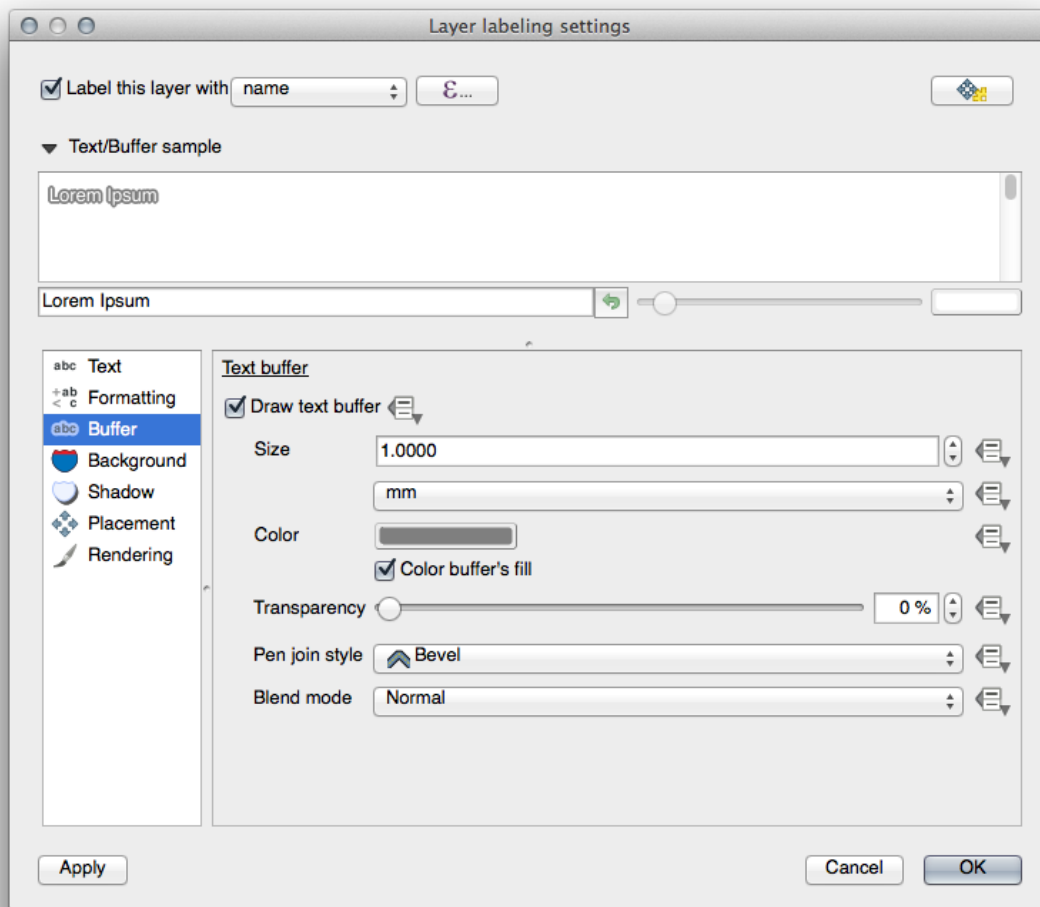 Layer labeling settings
Label this layer with name ε...
Text/Buffer sample
Lorem Ipsum
Lorem Ipsum
abc Text
+ab < c Formatting
abc Buffer
Background
Shadow
Placement
Rendering
Text buffer
Draw text buffer
Size 1.0000
mm
Color
Color buffer's fill
Transparency 0 %
Pen join style Bevel
Blend mode Normal
Apply Cancel OK